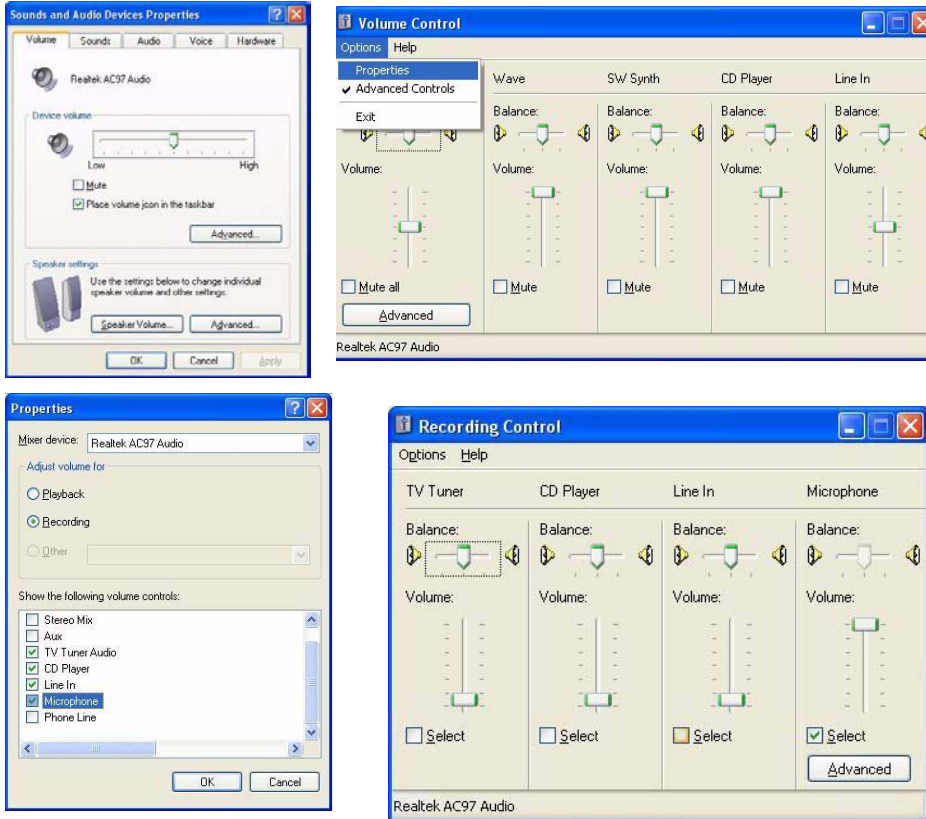 Sounds and Audio Devices Properties
Volume Sounds Audio Voice Hardware
Realtek AC97 Audio
Device volume
Low High
Mute
Place volume icon in the taskbar
Advanced...
Speaker settings
Use the settings below to change individual
speaker volume and other settings.
Speaker Volume... Advanced...
OK Cancel Apply
Volume Control
Options Help
Properties
Advanced Controls
Exit
Wave SW Synth CD Player Line In
Balance: Balance: Balance: Balance:
Volume: Volume: Volume: Volume: Volume:
Mute all Mute Mute Mute Mute
Advanced
Realtek AC97 Audio
Properties
Mixer device: Realtek AC97 Audio
Adjust volume for
Playback
Recording
Other
Show the following volume controls:
Stereo Mix
Aux
TV Tuner Audio
CD Player
Line In
Microphone
Phone Line
OK Cancel
Recording Control
Options Help
TV Tuner CD Player Line In Microphone
Balance: Balance: Balance: Balance:
Volume: Volume: Volume: Volume:
Select Select Select Select
Advanced
Realtek AC97 Audio